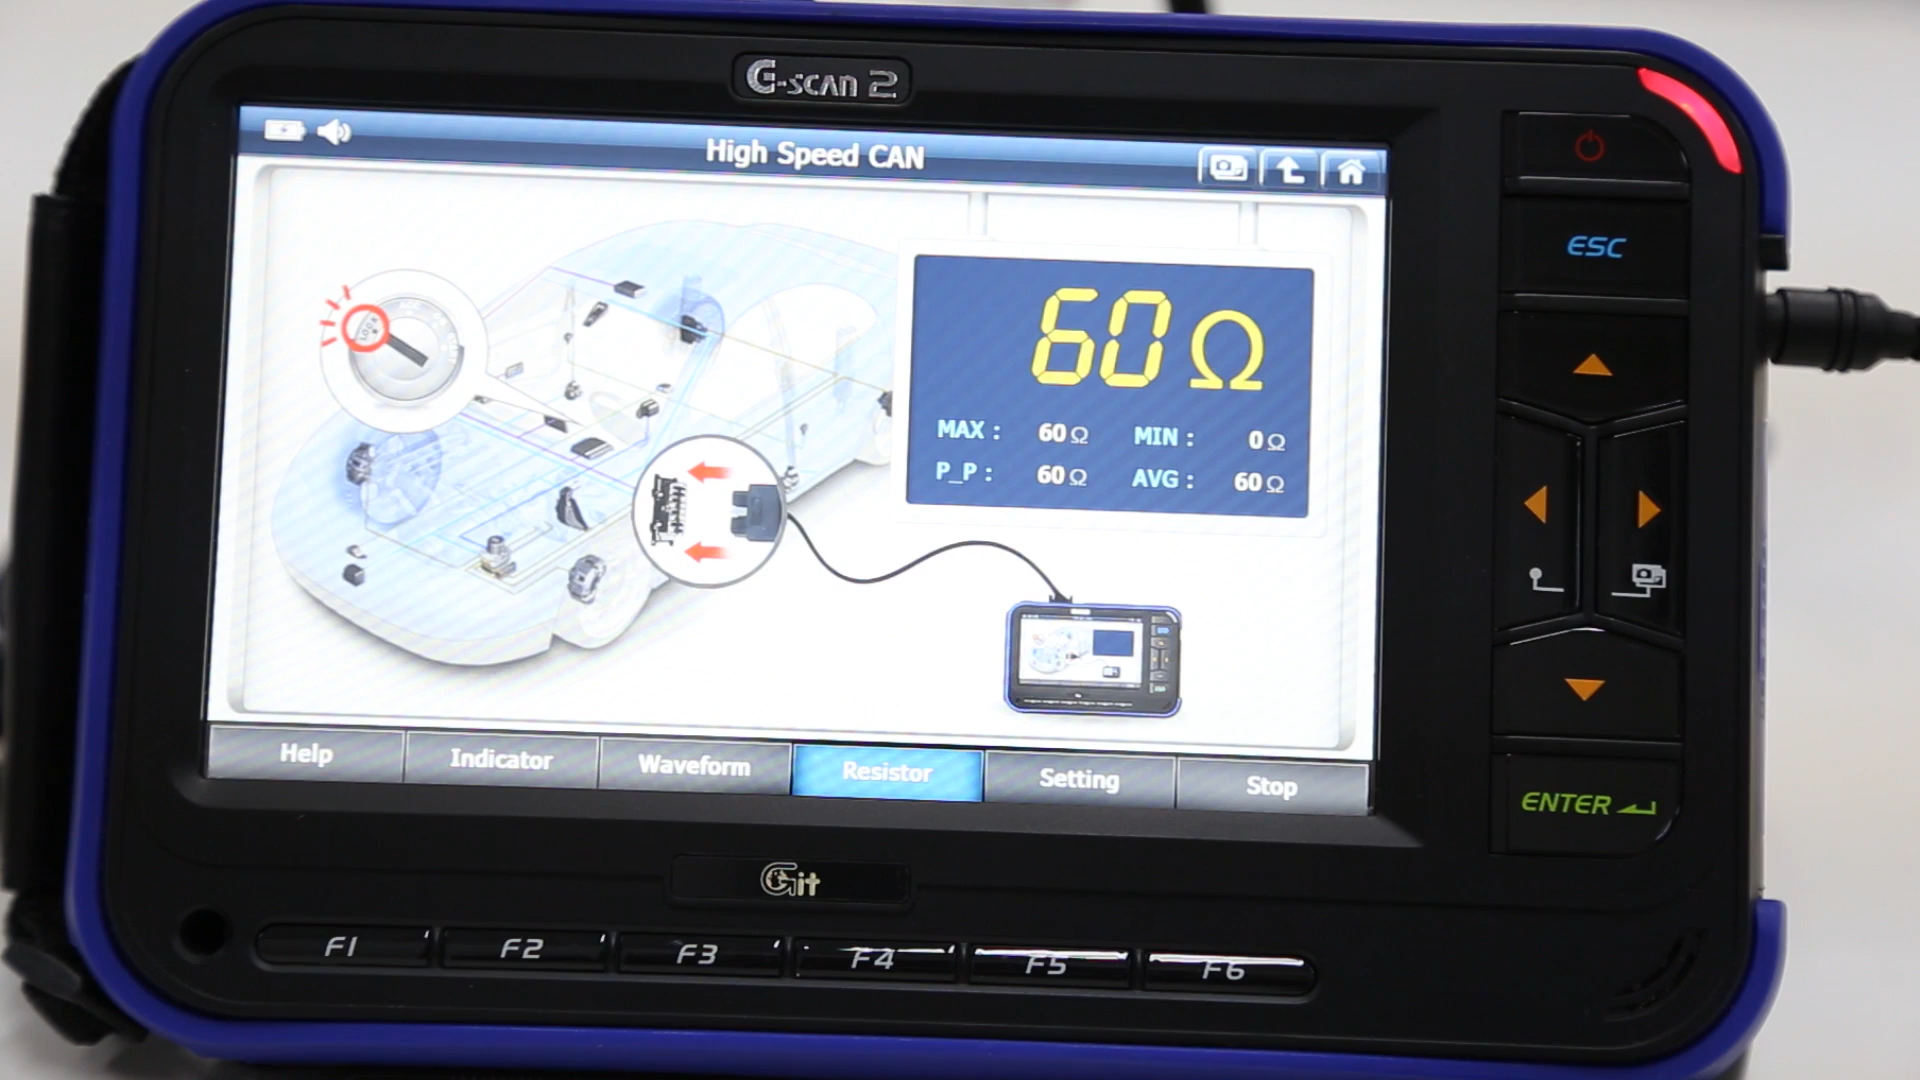 G-scan 2
High Speed CAN
LOCK
60 Ω
MAX : 60 Ω MIN : 0 Ω
P_P : 60 Ω AVG : 60 Ω
Help Indicator Waveform Resistor Setting Stop
ESC
ENTER
Git
F1 F2 F3 F4 F5 F6